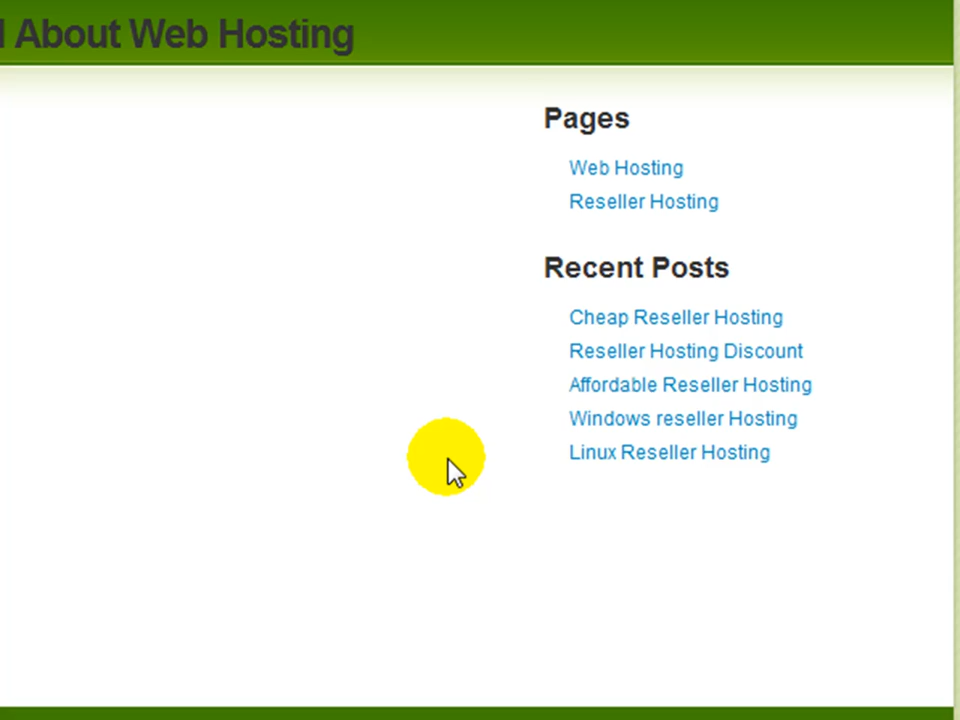 About Web Hosting
Pages
Web Hosting
Reseller Hosting
Recent Posts
Cheap Reseller Hosting
Reseller Hosting Discount
Affordable Reseller Hosting
Windows reseller Hosting
Linux Reseller Hosting